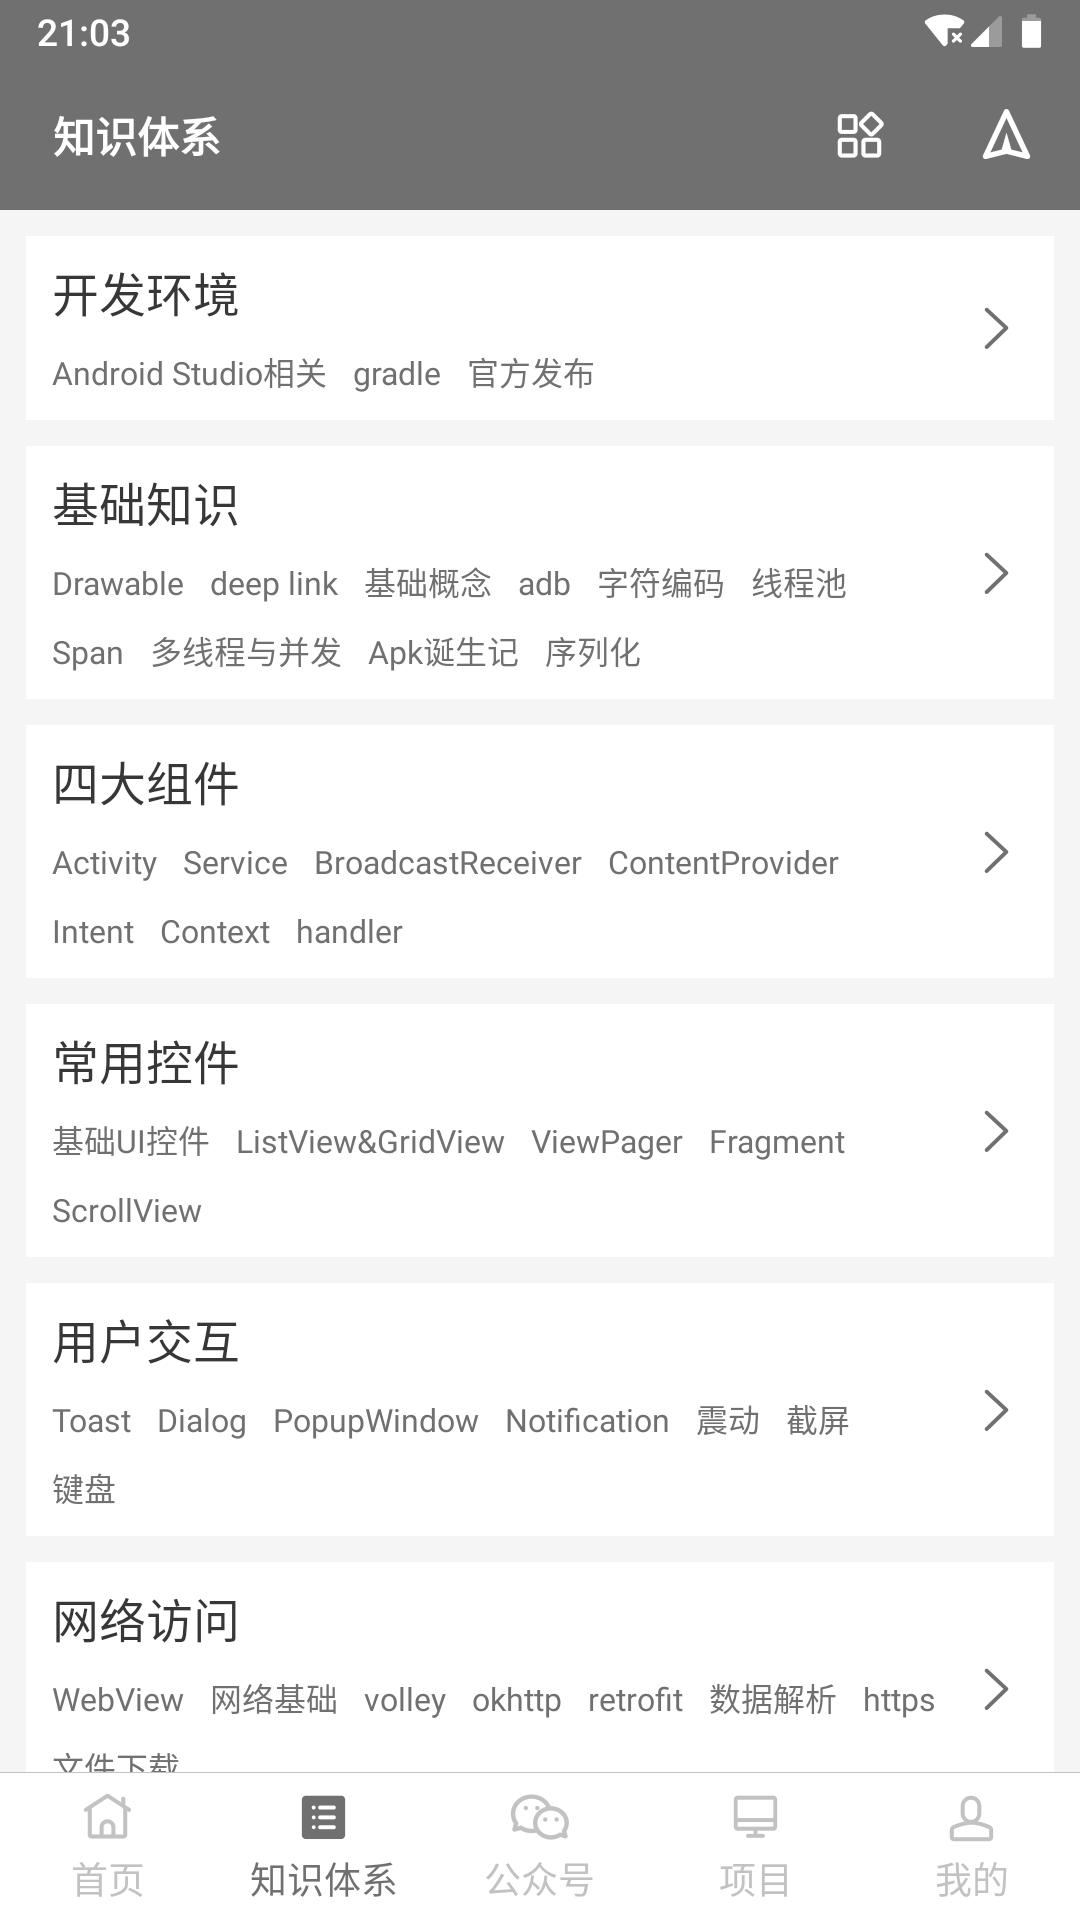 21:03
知识体系
开发环境
Android Studio相关 gradle 官方发布
基础知识
Drawable deep link 基础概念 adb 字符编码 线程池
Span 多线程与并发 Apk诞生记 序列化
四大组件
Activity Service BroadcastReceiver ContentProvider
Intent Context handler
常用控件
基础UI控件 ListView&GridView ViewPager Fragment
ScrollView
用户交互
Toast Dialog PopupWindow Notification 震动 截屏
键盘
网络访问
WebView 网络基础 volley okhttp retrofit 数据解析 https
文件下载
首页 知识体系 公众号 项目 我的